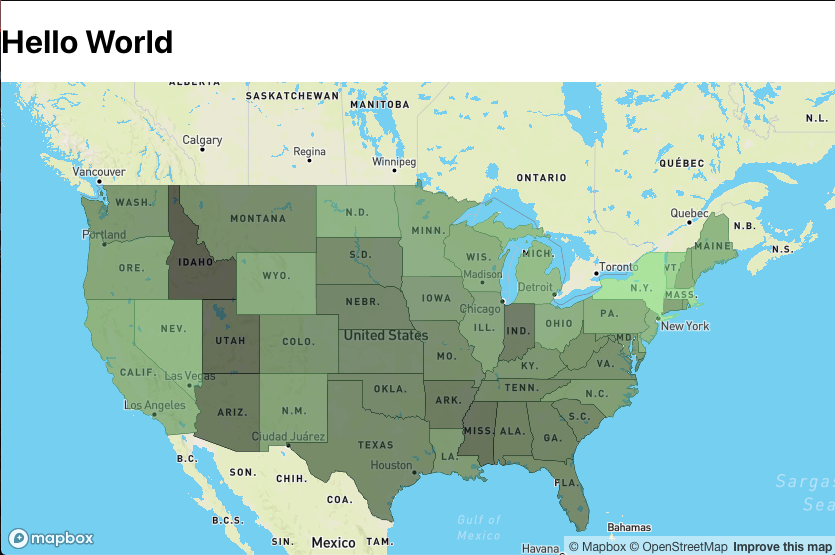 Hello World
ALBERTA
SASKATCHEWAN
MANITOBA
N.L.
Calgary
Regina
Winnipeg
Vancouver
ONTARIO
QUÉBEC
Quebec
N.B.
N.S.
WASH.
MONTANA
N.D.
MINN.
Portland
MAINE
ORE.
IDAHO
S.D.
WIS.
MICH.
Toronto
VT.
WYO.
Madison
Detroit
N.Y.
MASS.
NEBR.
IOWA
Chicago
PA.
NEV.
UTAH
COLO.
United States
ILL.
IND.
OHIO
New York
MD.
CALIF.
Las Vegas
MO.
KY.
VA.
Los Angeles
ARIZ.
N.M.
OKLA.
ARK.
TENN.
N.C.
S.C.
Ciudad Juárez
TEXAS
MISS.
ALA.
GA.
B.C.
Houston
LA.
SON.
CHIH.
FLA.
COA.
Sargas
Sea
B.C.S.
Gulf of
Mexico
SIN.
Mexico
TAM.
Bahamas
Havana
mapbox
© Mapbox © OpenStreetMap Improve this map